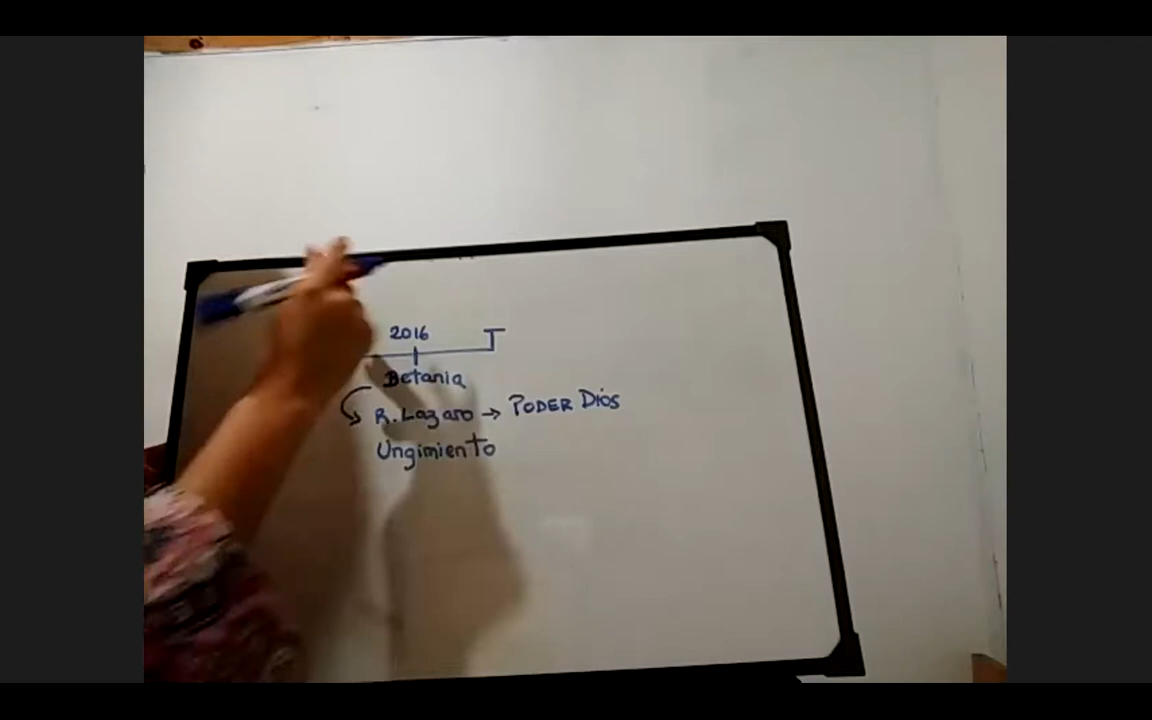 2016
Betania
R. Lazaro → PODER Dios
Ungimiento